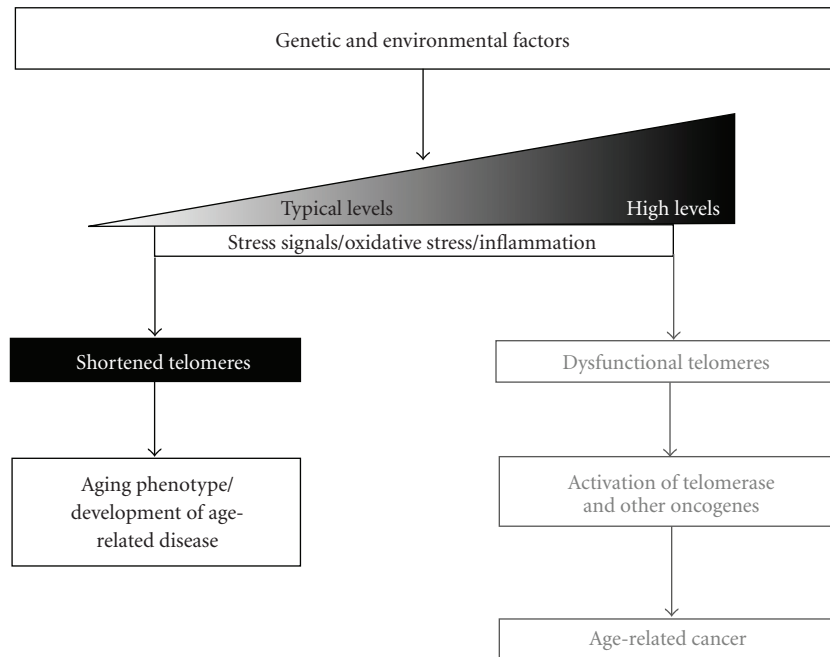 Genetic and environmental factors
Typical levels
High levels
Stress signals/oxidative stress/inflammation
Shortened telomeres
Dysfunctional telomeres
Aging phenotype/
development of age-
related disease
Activation of telomerase
and other oncogenes
Age-related cancer